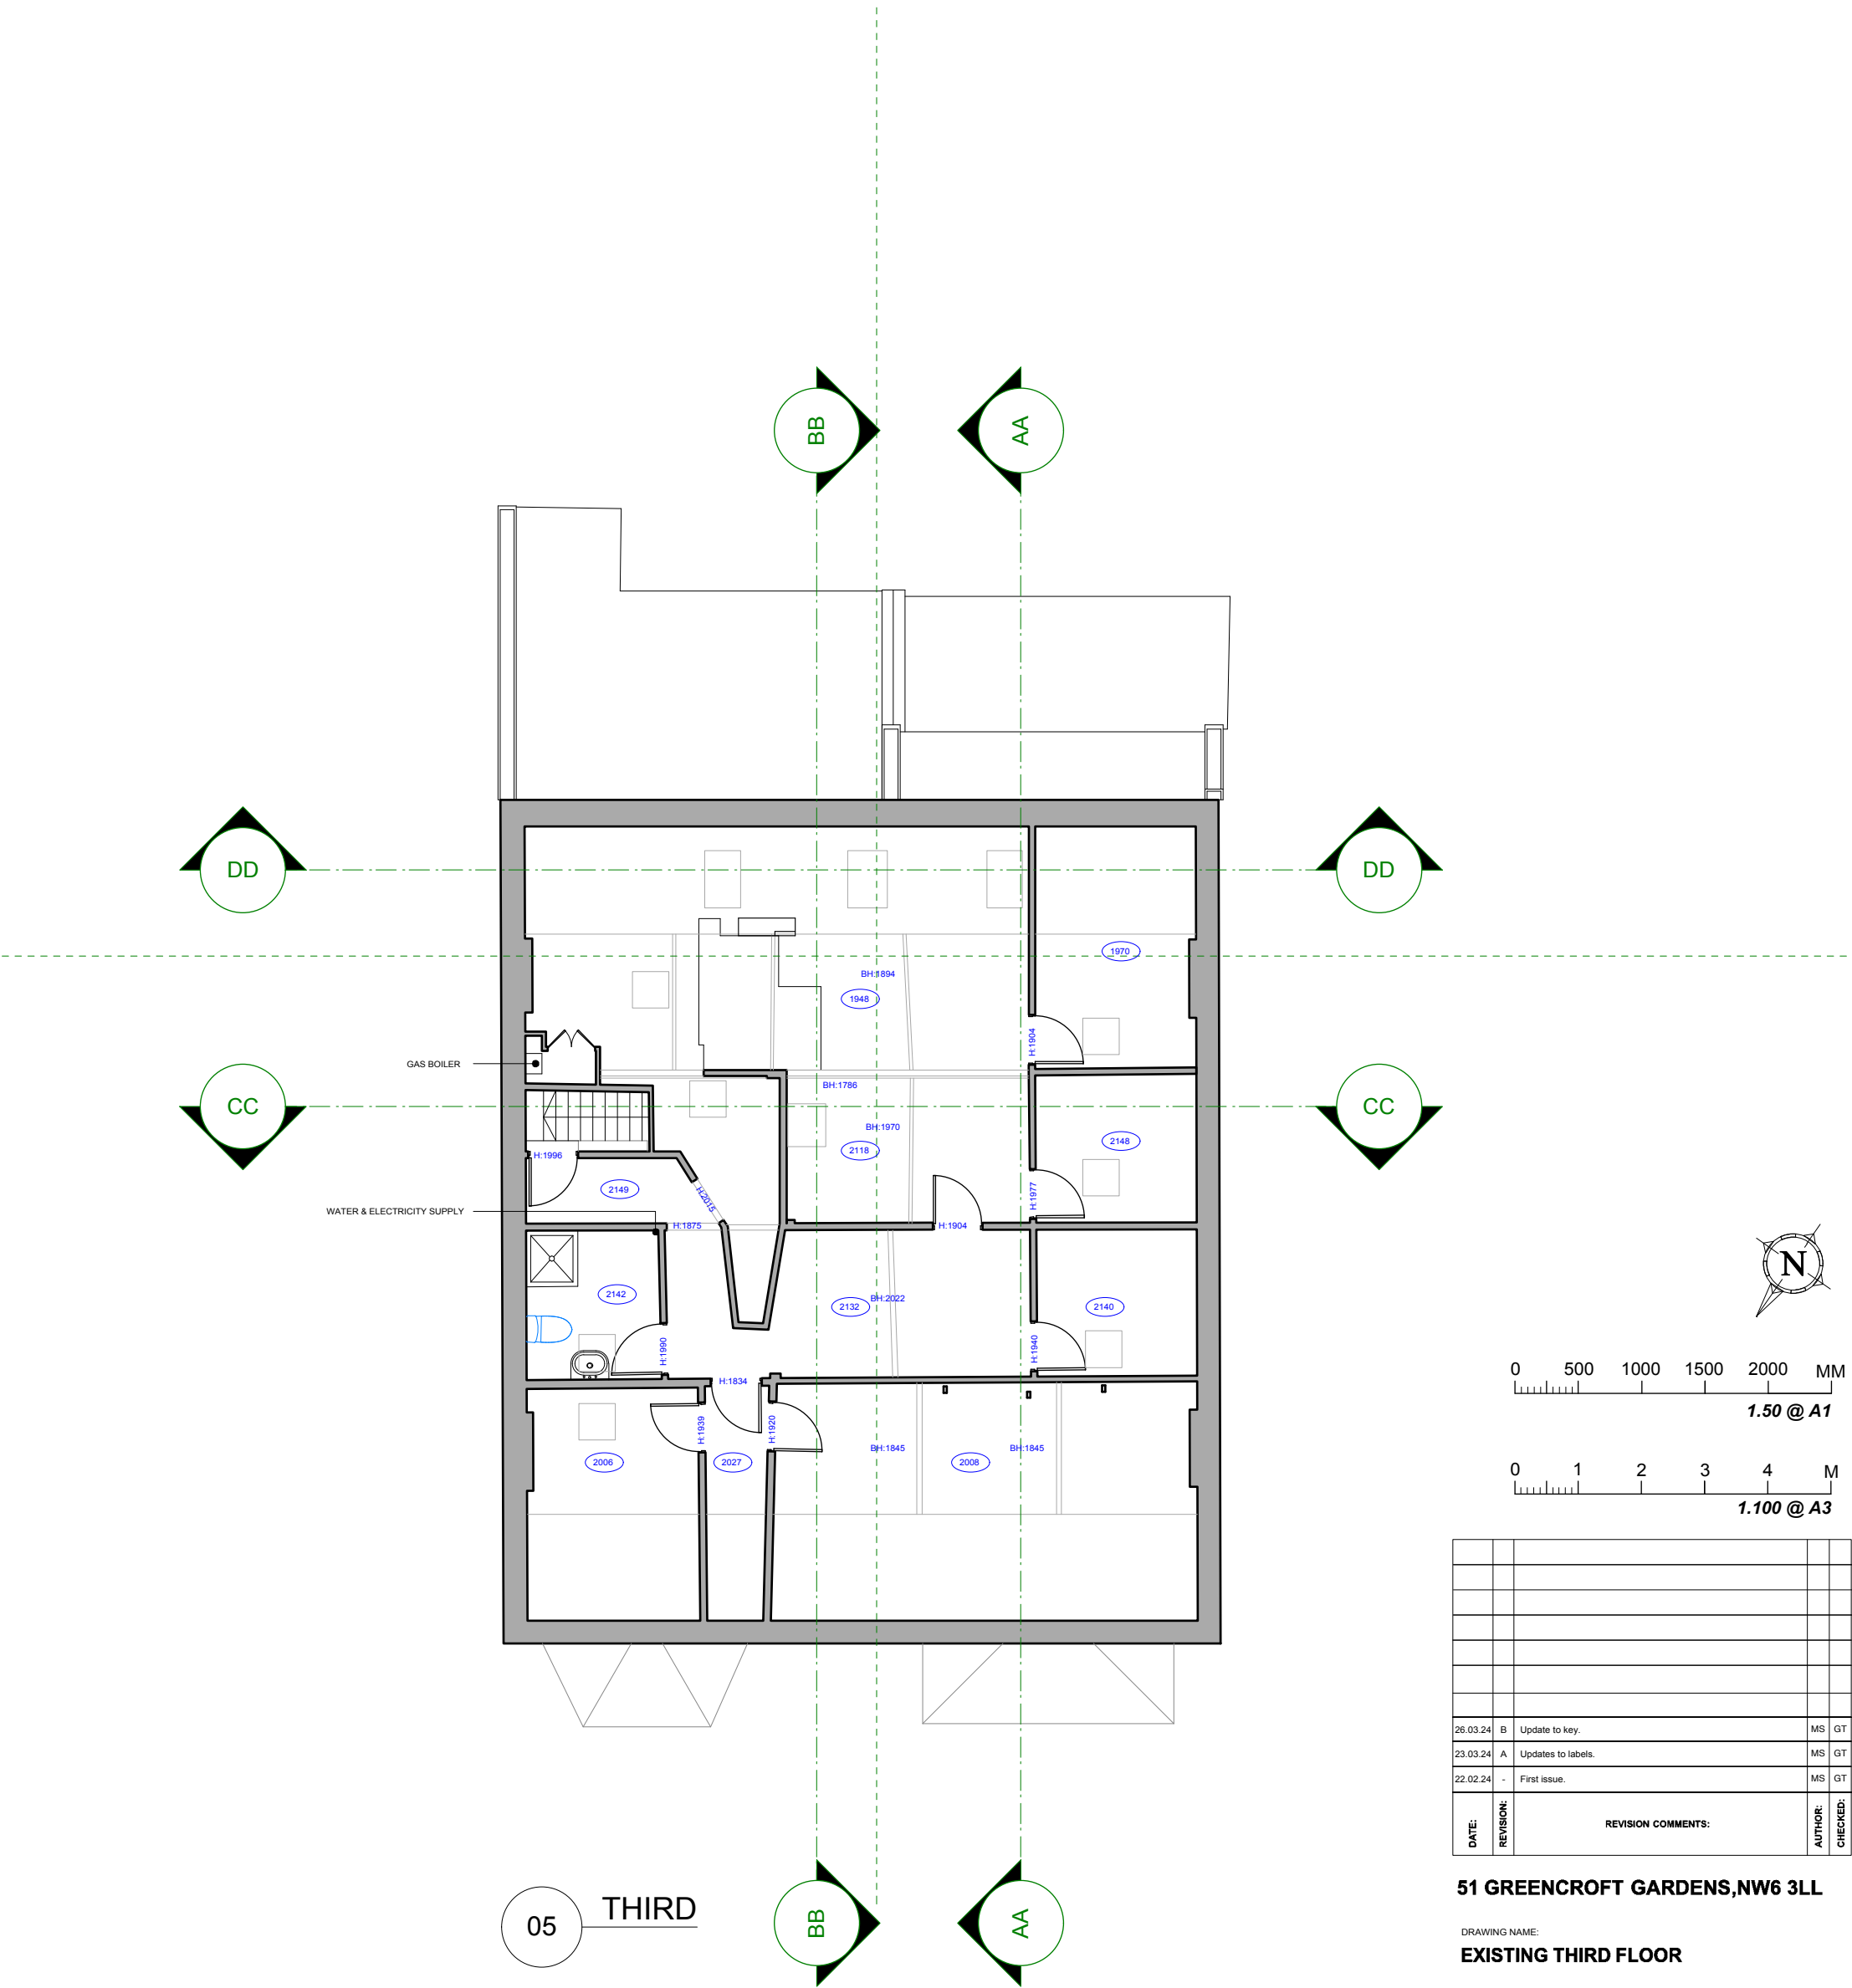 BB
AA
DD
DD
1970
BH:1894
1948
H:1904
GAS BOILER
BH:1786
CC
CC
BH:1970
2148
2118
H:1996
2149
H:2015
H:1977
WATER & ELECTRICITY SUPPLY
H:1875
H:1904
N
2142
BH:2022
2132
2140
H:1990
H:1940
H:1834
0 500 1000 1500 2000 MM
1.50 @ A1
H:1939
H:1920
BH:1845
BH:1845
2006
2027
2008
0 1 2 3 4 M
1.100 @ A3
26.03.24 B Update to key. MS GT
23.03.24 A Updates to labels. MS GT
22.02.24 - First issue. MS GT
DATE: REVISION: REVISION COMMENTS: AUTHOR: CHECKED:
51 GREENCROFT GARDENS,NW6 3LL
05 THIRD
BB
AA
DRAWING NAME:
EXISTING THIRD FLOOR